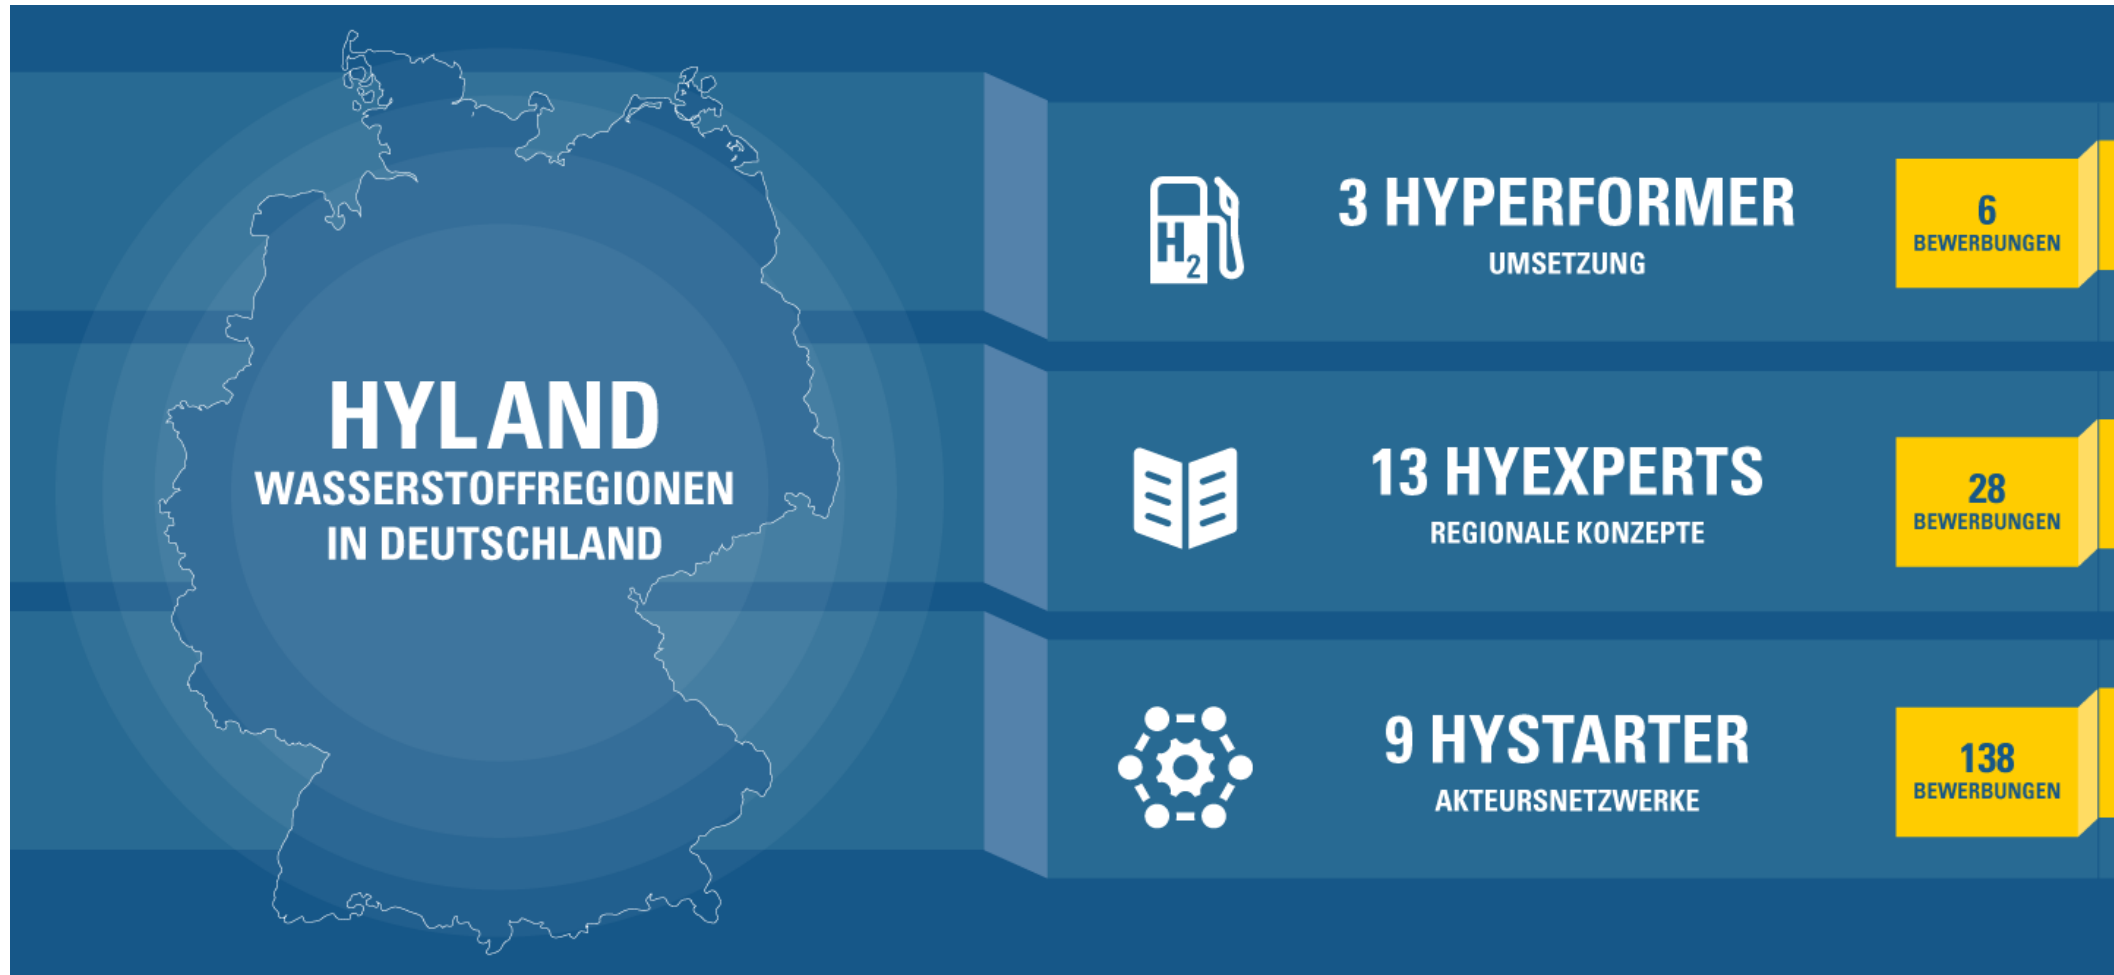 HYLAND
WASSERSTOFFREGIONEN
IN DEUTSCHLAND
H2
3 HYPERFORMER
UMSETZUNG
6
BEWERBUNGEN
13 HYEXPERTS
REGIONALE KONZEPTE
28
BEWERBUNGEN
9 HYSTARTER
AKTEURSNETZWERKE
138
BEWERBUNGEN